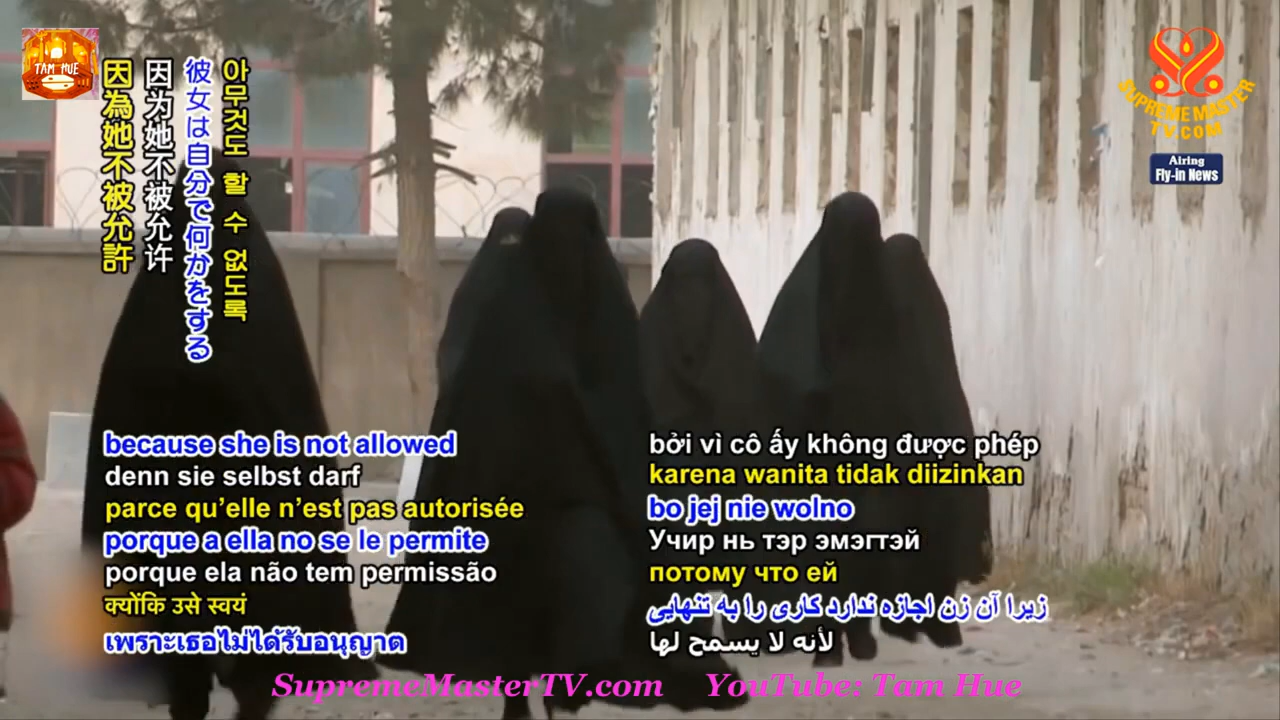 TAM HUE
SUPREME MASTER
TV.COM
Airing
Fly-in News
아무것도 할 수 없도록
彼女は自分で何かをする
因为她不被允许
因為她不被允許
because she is not allowed
denn sie selbst darf
parce qu’elle n’est pas autorisée
porque a ella no se le permite
porque ela não tem permissão
क्योंकि उसे स्वयं
เพราะเธอไม่ได้รับอนุญาต
bởi vì cô ấy không được phép
karena wanita tidak diizinkan
bo jej nie wolno
Учир нь тэр эмэгтэй
потому что ей
زیرا آن زن اجازه ندارد کاری را به تنهایی
لأنه لا يسمح لها
SupremeMasterTV.com YouTube: Tam Hue